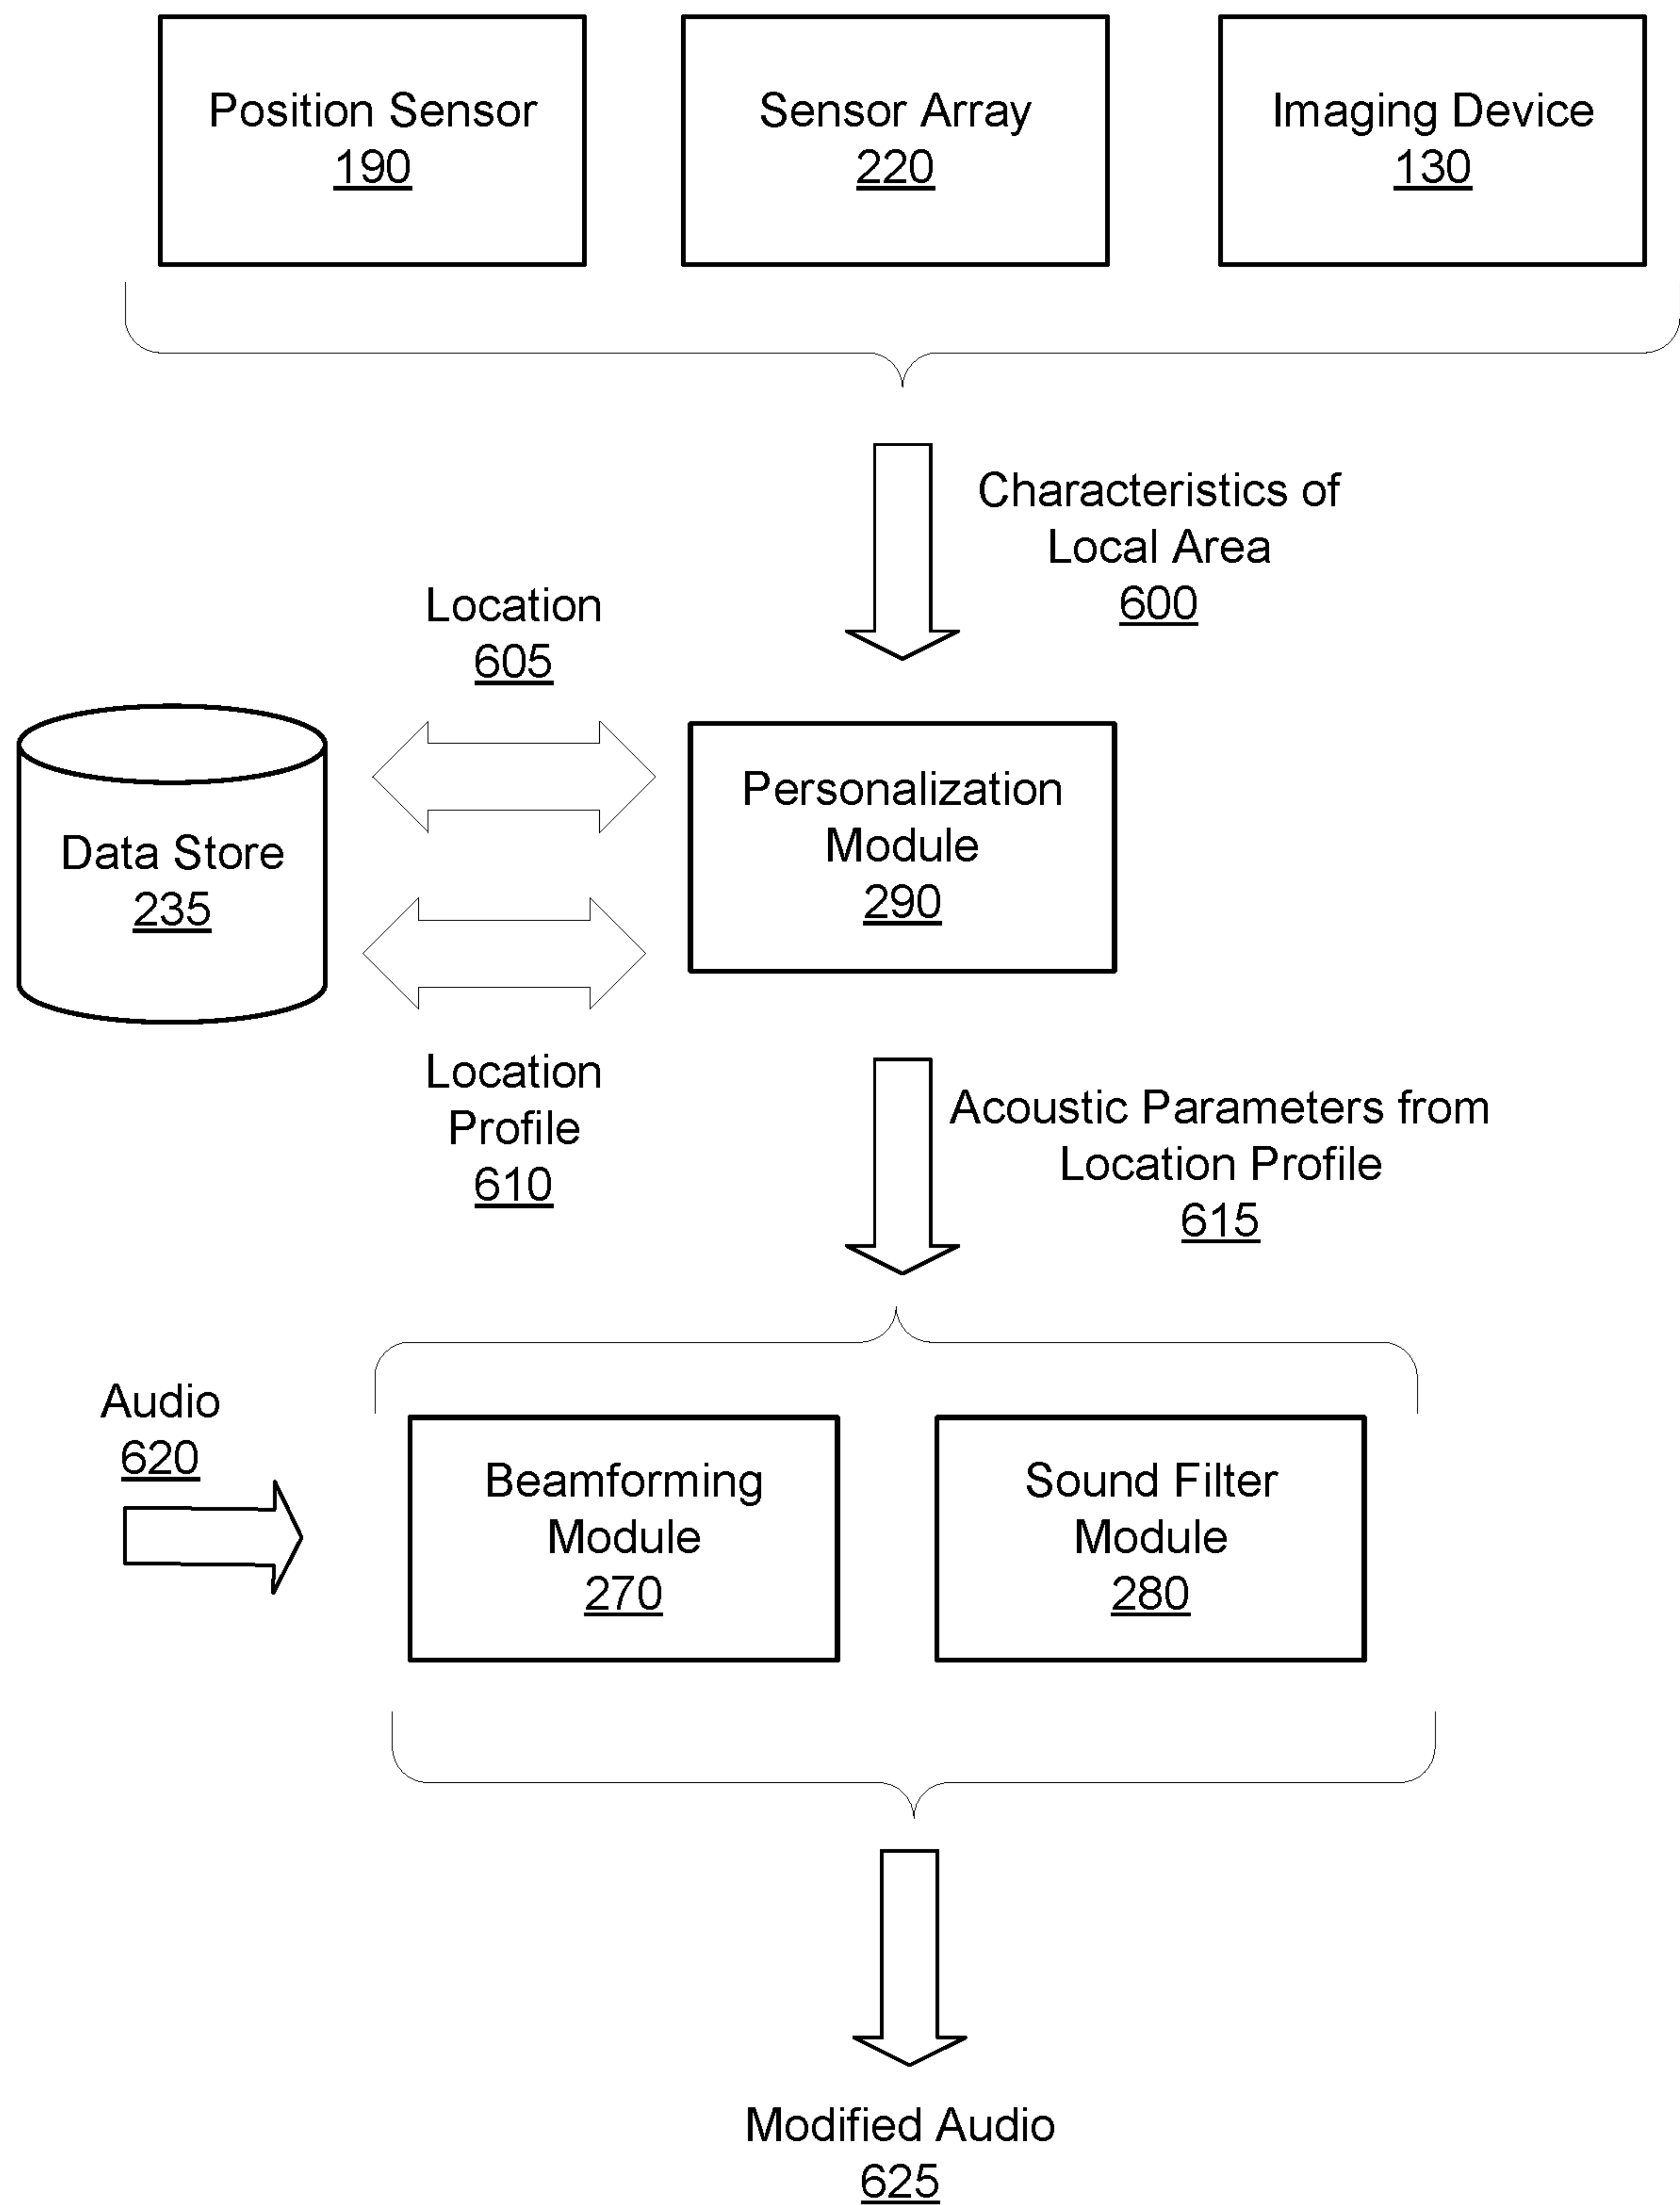 Position Sensor
190
Sensor Array
220
Imaging Device
130
Characteristics of
Local Area
600
Location
605
Data Store
235
Personalization
Module
290
Location
Profile
610
Acoustic Parameters from
Location Profile
615
Audio
620
Beamforming
Module
270
Sound Filter
Module
280
Modified Audio
625